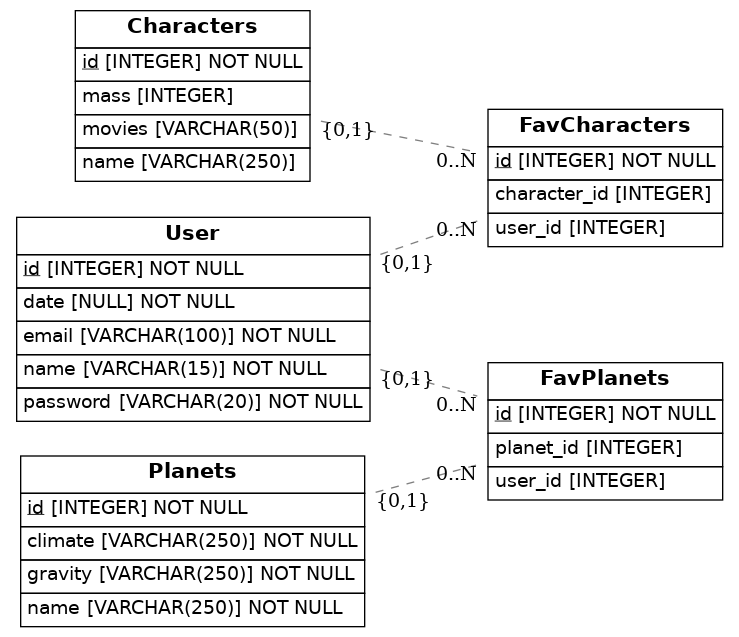 Characters
id [INTEGER] NOT NULL
mass [INTEGER]
movies [VARCHAR(50)]
name [VARCHAR(250)]
{0,1}
0..N
FavCharacters
id [INTEGER] NOT NULL
character_id [INTEGER]
user_id [INTEGER]
User
id [INTEGER] NOT NULL
date [NULL] NOT NULL
email [VARCHAR(100)] NOT NULL
name [VARCHAR(15)] NOT NULL
password [VARCHAR(20)] NOT NULL
0..N
{0,1}
{0,1}
0..N
FavPlanets
id [INTEGER] NOT NULL
planet_id [INTEGER]
user_id [INTEGER]
Planets
id [INTEGER] NOT NULL
climate [VARCHAR(250)] NOT NULL
gravity [VARCHAR(250)] NOT NULL
name [VARCHAR(250)] NOT NULL
0..N
{0,1}